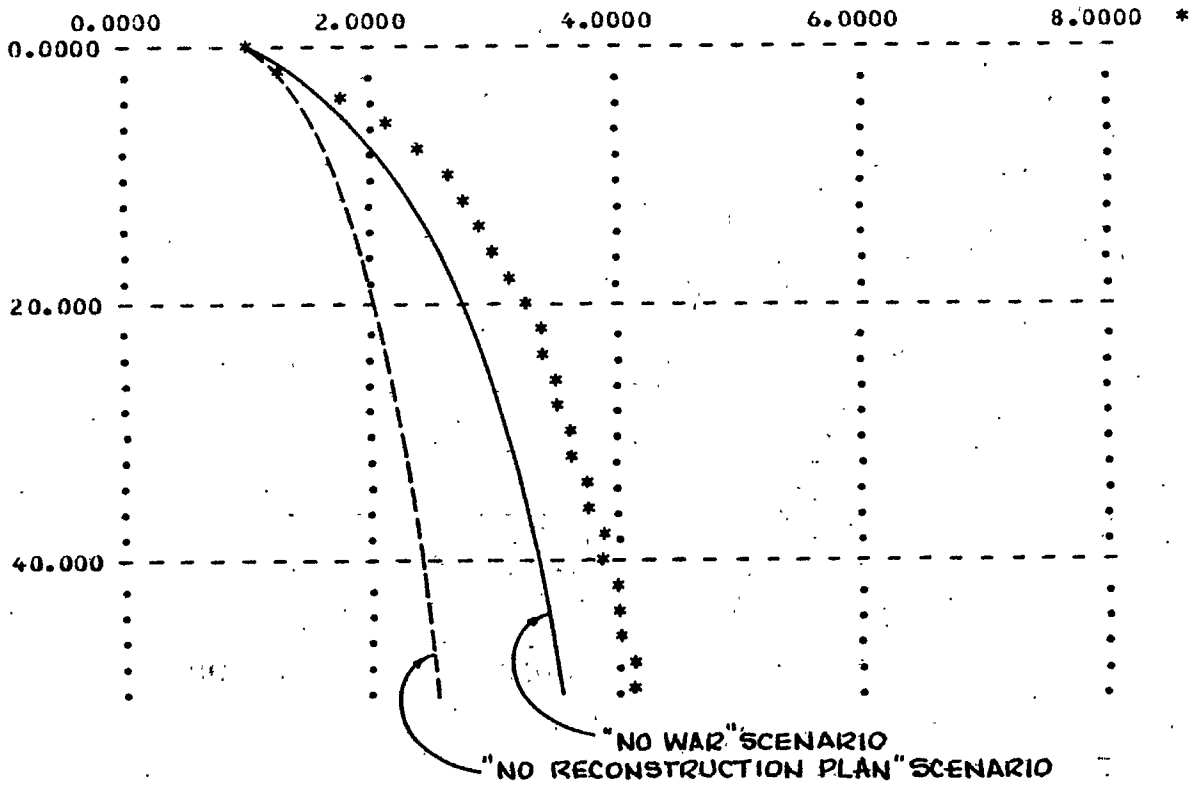 0.0000 2.0000 4.0000 6.0000 8.0000 *
0.0000
20.000
40.000
"NO WAR" SCENARIO
"NO RECONSTRUCTION PLAN" SCENARIO